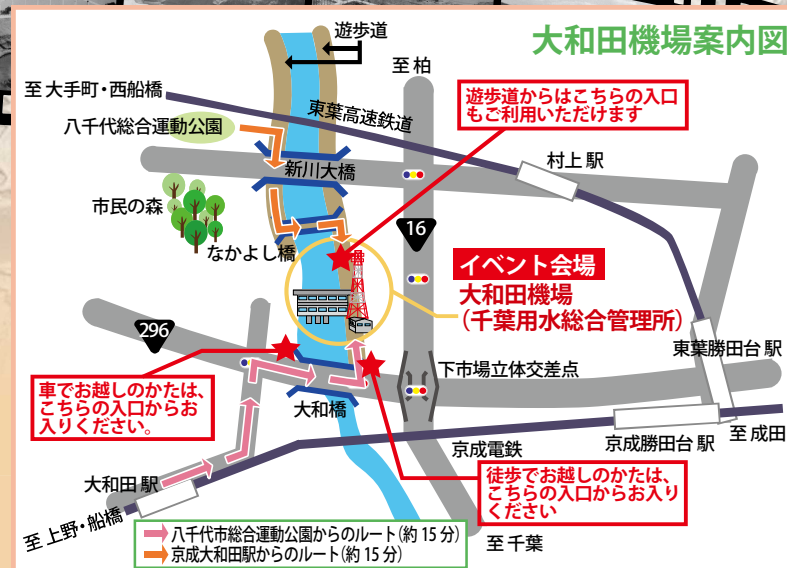 大和田機場案内図
遊歩道
至 柏
至 大手町・西船橋
東葉高速鉄道
遊歩道からはこちらの入口
もご利用いただけます
八千代総合運動公園
新川大橋
村上 駅
市民の森
なかよし橋
16
イベント会場
大和田機場
（千葉用水総合管理所）
296
東葉勝田台 駅
車でお越しのかたは、
こちらの入口からお
入りください。
下市場立体交差点
大和橋
京成電鉄
京成勝田台 駅
至 成田
大和田 駅
徒歩でお越しのかたは、
こちらの入口からお入り
ください
至 上野・船橋
八千代市総合運動公園からのルート（約 15 分）
京成大和田駅からのルート（約 15 分）
至 千葉